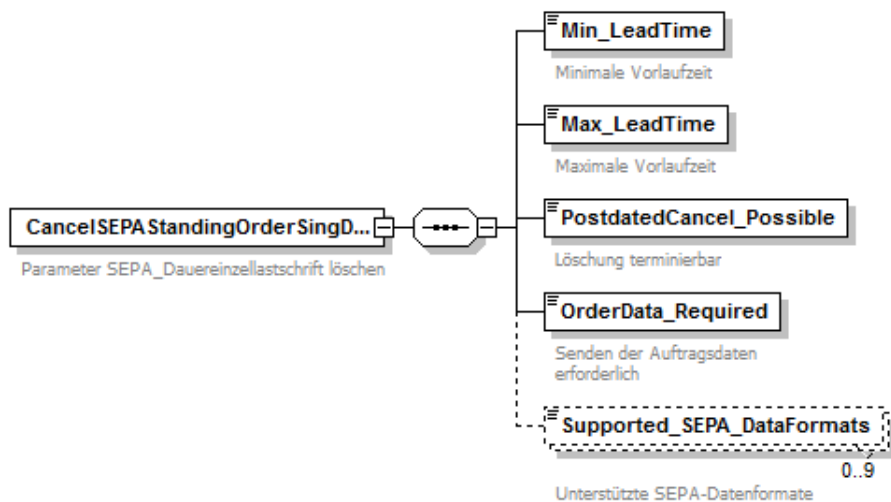 Min_LeadTime
Minimale Vorlaufzeit
Max_LeadTime
Maximale Vorlaufzeit
CancelSEPAStandingOrderSingD...
Parameter SEPA_Dauereinzellastschrift löschen
PostdatedCancel_Possible
Löschung terminierbar
OrderData_Required
Senden der Auftragsdaten
erforderlich
Supported_SEPA_DataFormats
0..9
Unterstützte SEPA-Datenformate